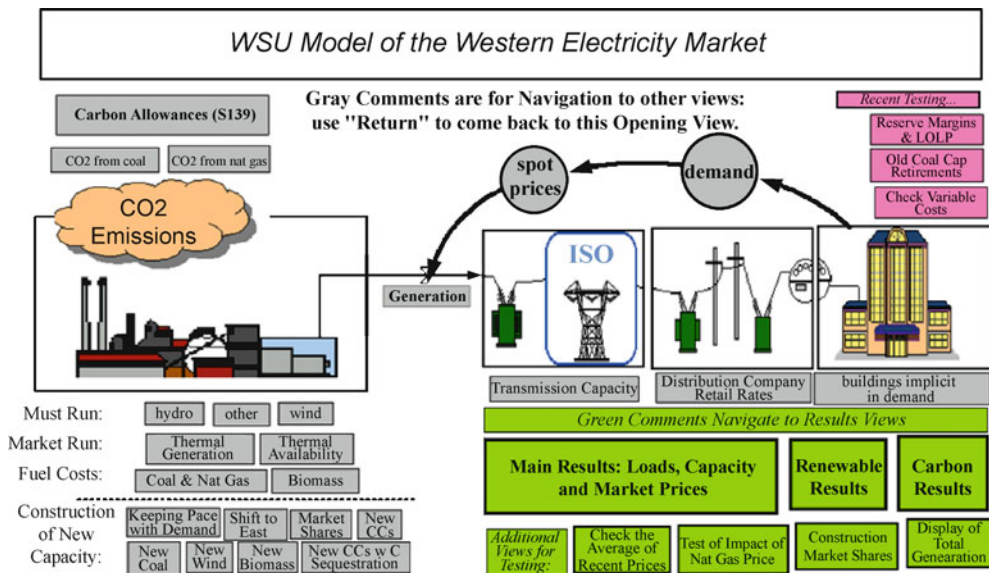 WSU Model of the Western Electricity Market
Carbon Allowances (S139)
CO2 from coal
CO2 from nat gas
Gray Comments are for Navigation to other views:
use "Return" to come back to this Opening View.
Recent Testing...
Reserve Margins
& LOLP
Old Coal Cap
Retirements
Check Variable
Costs
CO2
Emissions
spot
prices
demand
Generation
ISO
Transmission Capacity
Distribution Company
Retail Rates
buildings implicit
in demand
Must Run:
hydro
other
wind
Market Run:
Thermal
Generation
Thermal
Availability
Fuel Costs:
Coal & Nat Gas
Biomass
Construction
of New
Capacity:
Keeping Pace
with Demand
Shift to
East
Market
Shares
New
CCs
New
Coal
New
Wind
New
Biomass
New CCs w C
Sequestration
Green Comments Navigate to Results Views
Main Results: Loads, Capacity
and Market Prices
Renewable
Results
Carbon
Results
Additional
Views for
Testing:
Check the
Average of
Recent Prices
Test of Impact of
Nat Gas Price
Construction
Market Shares
Display of
Total
Genearation